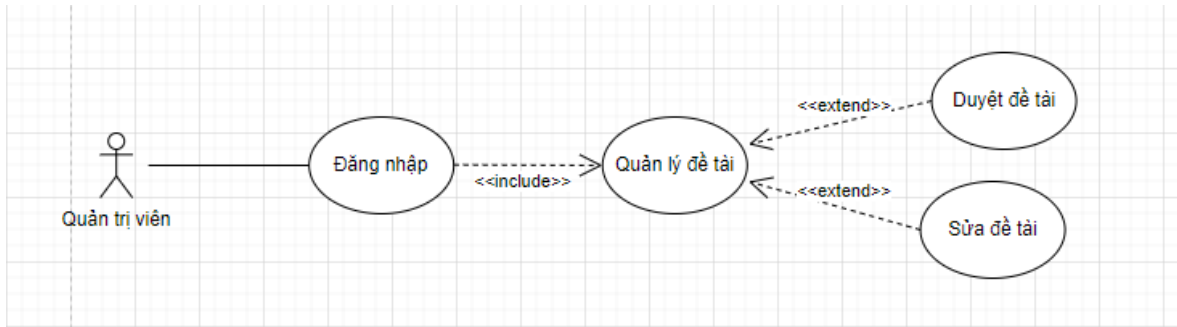 Quản trị viên
Đăng nhập
<<include>>
Quản lý đề tài
<<extend>>
Duyệt đề tài
<<extend>>
Sửa đề tài